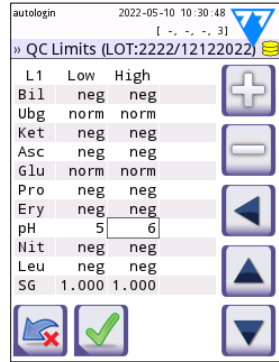 autologin 2022-05-10 10:30:48
[ -, -, -, 3]
» QC Limits (LOT:2222/12122022)
L1 Low High
Bil neg neg
Ubg norm norm
Ket neg neg
Asc neg neg
Glu norm norm
Pro neg neg
Ery neg neg
pH 5 6
Nit neg neg
Leu neg neg
SG 1.000 1.000